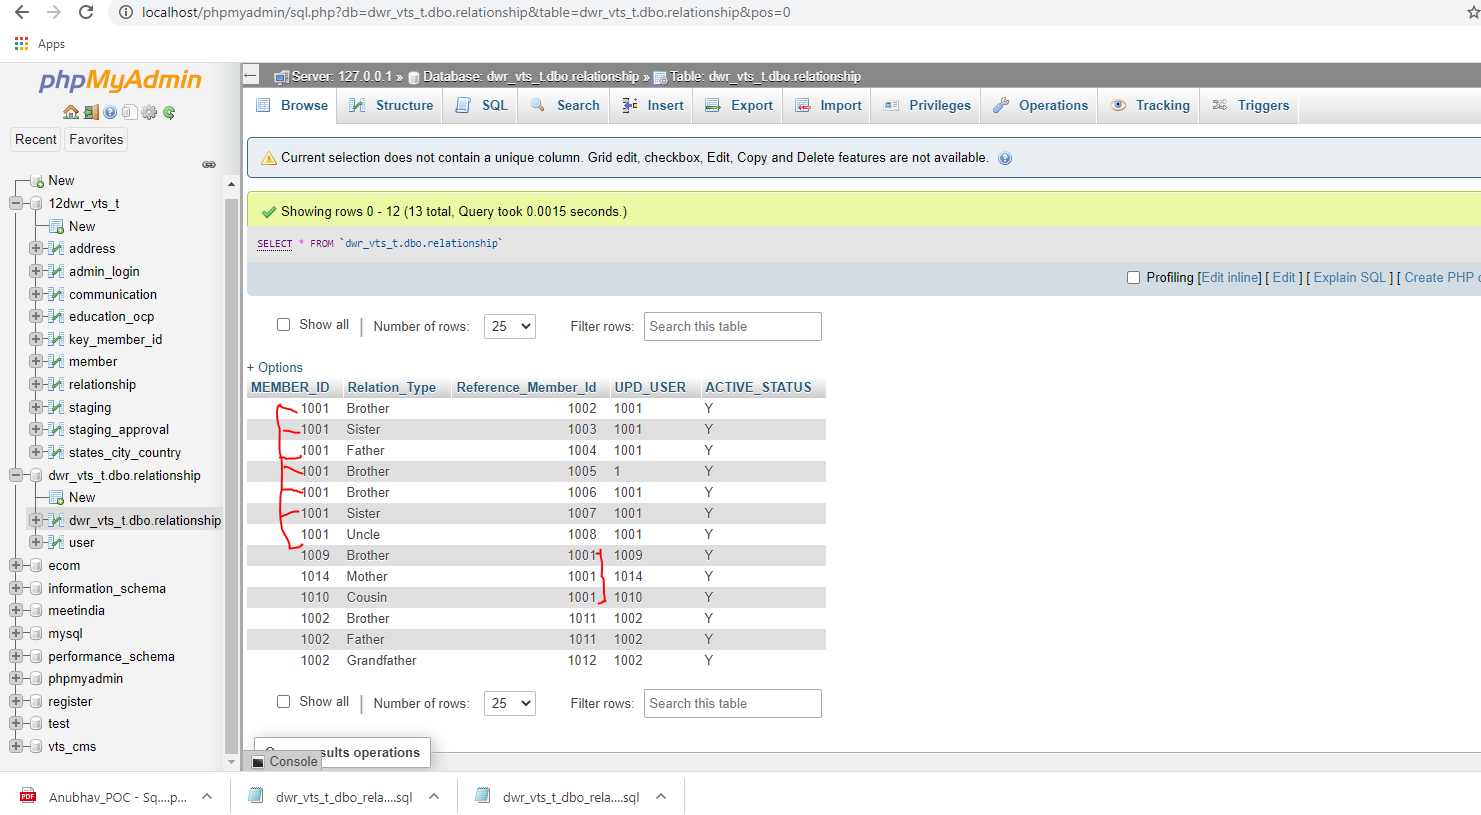 localhost/phpmyadmin/sql.php?db=dwr_vts_t.dbo.relationship&table=dwr_vts_t.dbo.relationship&pos=0
Apps
phpMyAdmin
Recent Favorites
New
12dwr_vts_t
New
address
admin_login
communication
education_ocp
key_member_id
member
relationship
staging
staging_approval
states_city_country
dwr_vts_t.dbo.relationship
New
dwr_vts_t.dbo.relationship
user
ecom
information_schema
meetindia
mysql
performance_schema
phpmyadmin
register
test
vts_cms
Server: 127.0.0.1 » Database: dwr_vts_t.dbo.relationship » Table: dwr_vts_t.dbo.relationship
Browse Structure SQL Search Insert Export Import Privileges Operations Tracking Triggers
Current selection does not contain a unique column. Grid edit, checkbox, Edit, Copy and Delete features are not available.
Showing rows 0 - 12 (13 total, Query took 0.0015 seconds.)
SELECT * FROM `dwr_vts_t.dbo.relationship`
Profiling [Edit inline] [ Edit ] [ Explain SQL ] [ Create PHP
Show all | Number of rows: 25 Filter rows: Search this table
+ Options
MEMBER_ID Relation_Type Reference_Member_Id UPD_USER ACTIVE_STATUS
1001 Brother 1002 1001 Y
1001 Sister 1003 1001 Y
1001 Father 1004 1001 Y
1001 Brother 1005 1 Y
1001 Brother 1006 1001 Y
1001 Sister 1007 1001 Y
1001 Uncle 1008 1001 Y
1009 Brother 1001 1009 Y
1014 Mother 1001 1014 Y
1010 Cousin 1001 1010 Y
1002 Brother 1011 1002 Y
1002 Father 1011 1002 Y
1002 Grandfather 1012 1002 Y
Show all | Number of rows: 25 Filter rows: Search this table
sults operations
Console
Anubhav_POC - Sq....p... dwr_vts_t_dbo_rela....sql dwr_vts_t_dbo_rela....sql